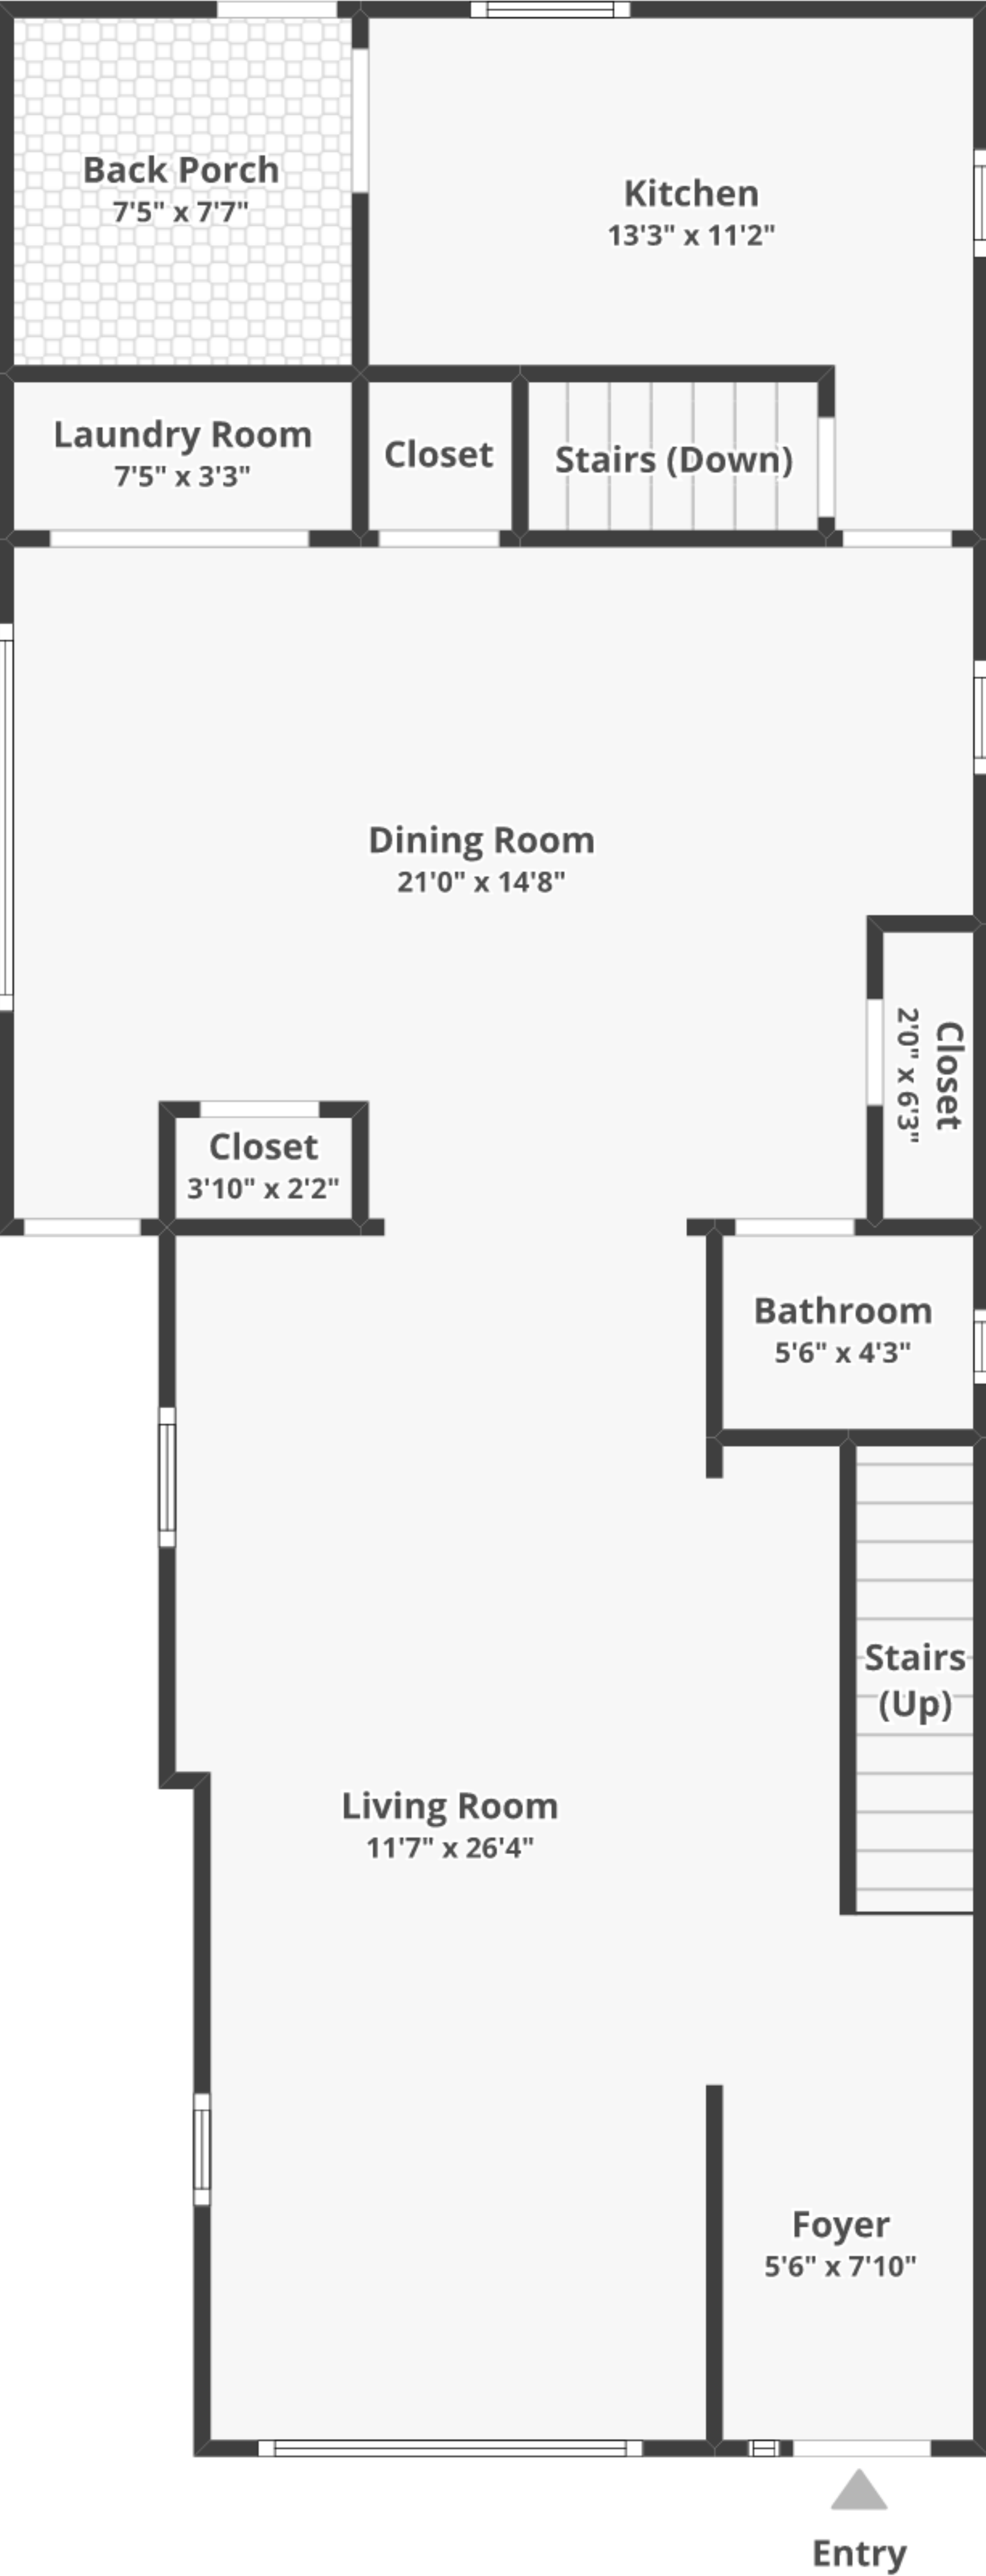 Back Porch
7'5" x 7'7"
Kitchen
13'3" x 11'2"
Laundry Room
7'5" x 3'3"
Closet
Stairs (Down)
Dining Room
21'0" x 14'8"
Closet
2'0" x 6'3"
Closet
3'10" x 2'2"
Bathroom
5'6" x 4'3"
Stairs
(Up)
Living Room
11'7" x 26'4"
Foyer
5'6" x 7'10"
Entry